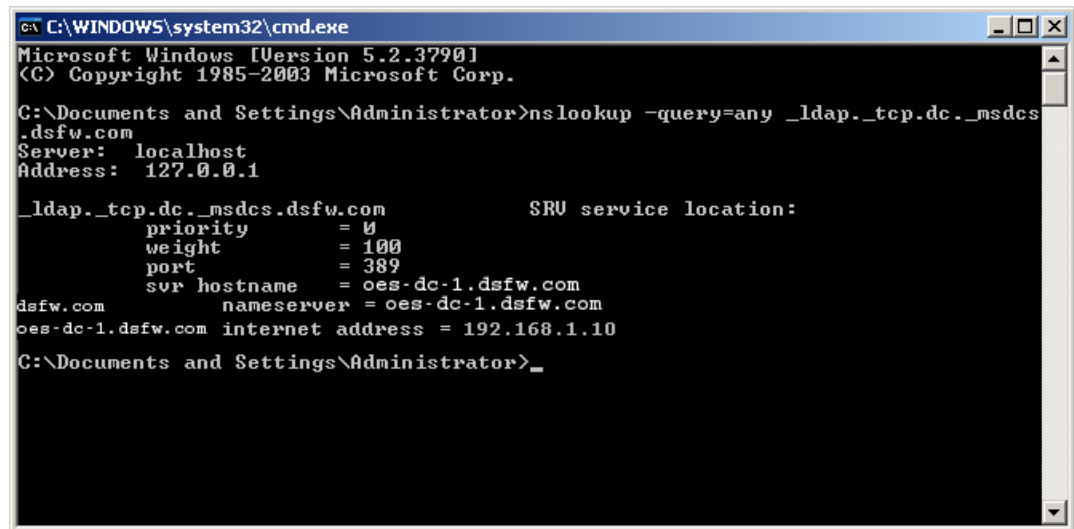 C:\WINDOWS\system32\cmd.exe
Microsoft Windows [Version 5.2.3790]
(C) Copyright 1985-2003 Microsoft Corp.
C:\Documents and Settings\Administrator>nslookup -query=any _ldap._tcp.dc._msdcs
.dsfw.com
Server: localhost
Address: 127.0.0.1
_ldap._tcp.dc._msdcs.dsfw.com SRV service location:
priority = 0
weight = 100
port = 389
svr hostname = oes-dc-1.dsfw.com
dsfw.com nameserver = oes-dc-1.dsfw.com
oes-dc-1.dsfw.com internet address = 192.168.1.10
C:\Documents and Settings\Administrator>_